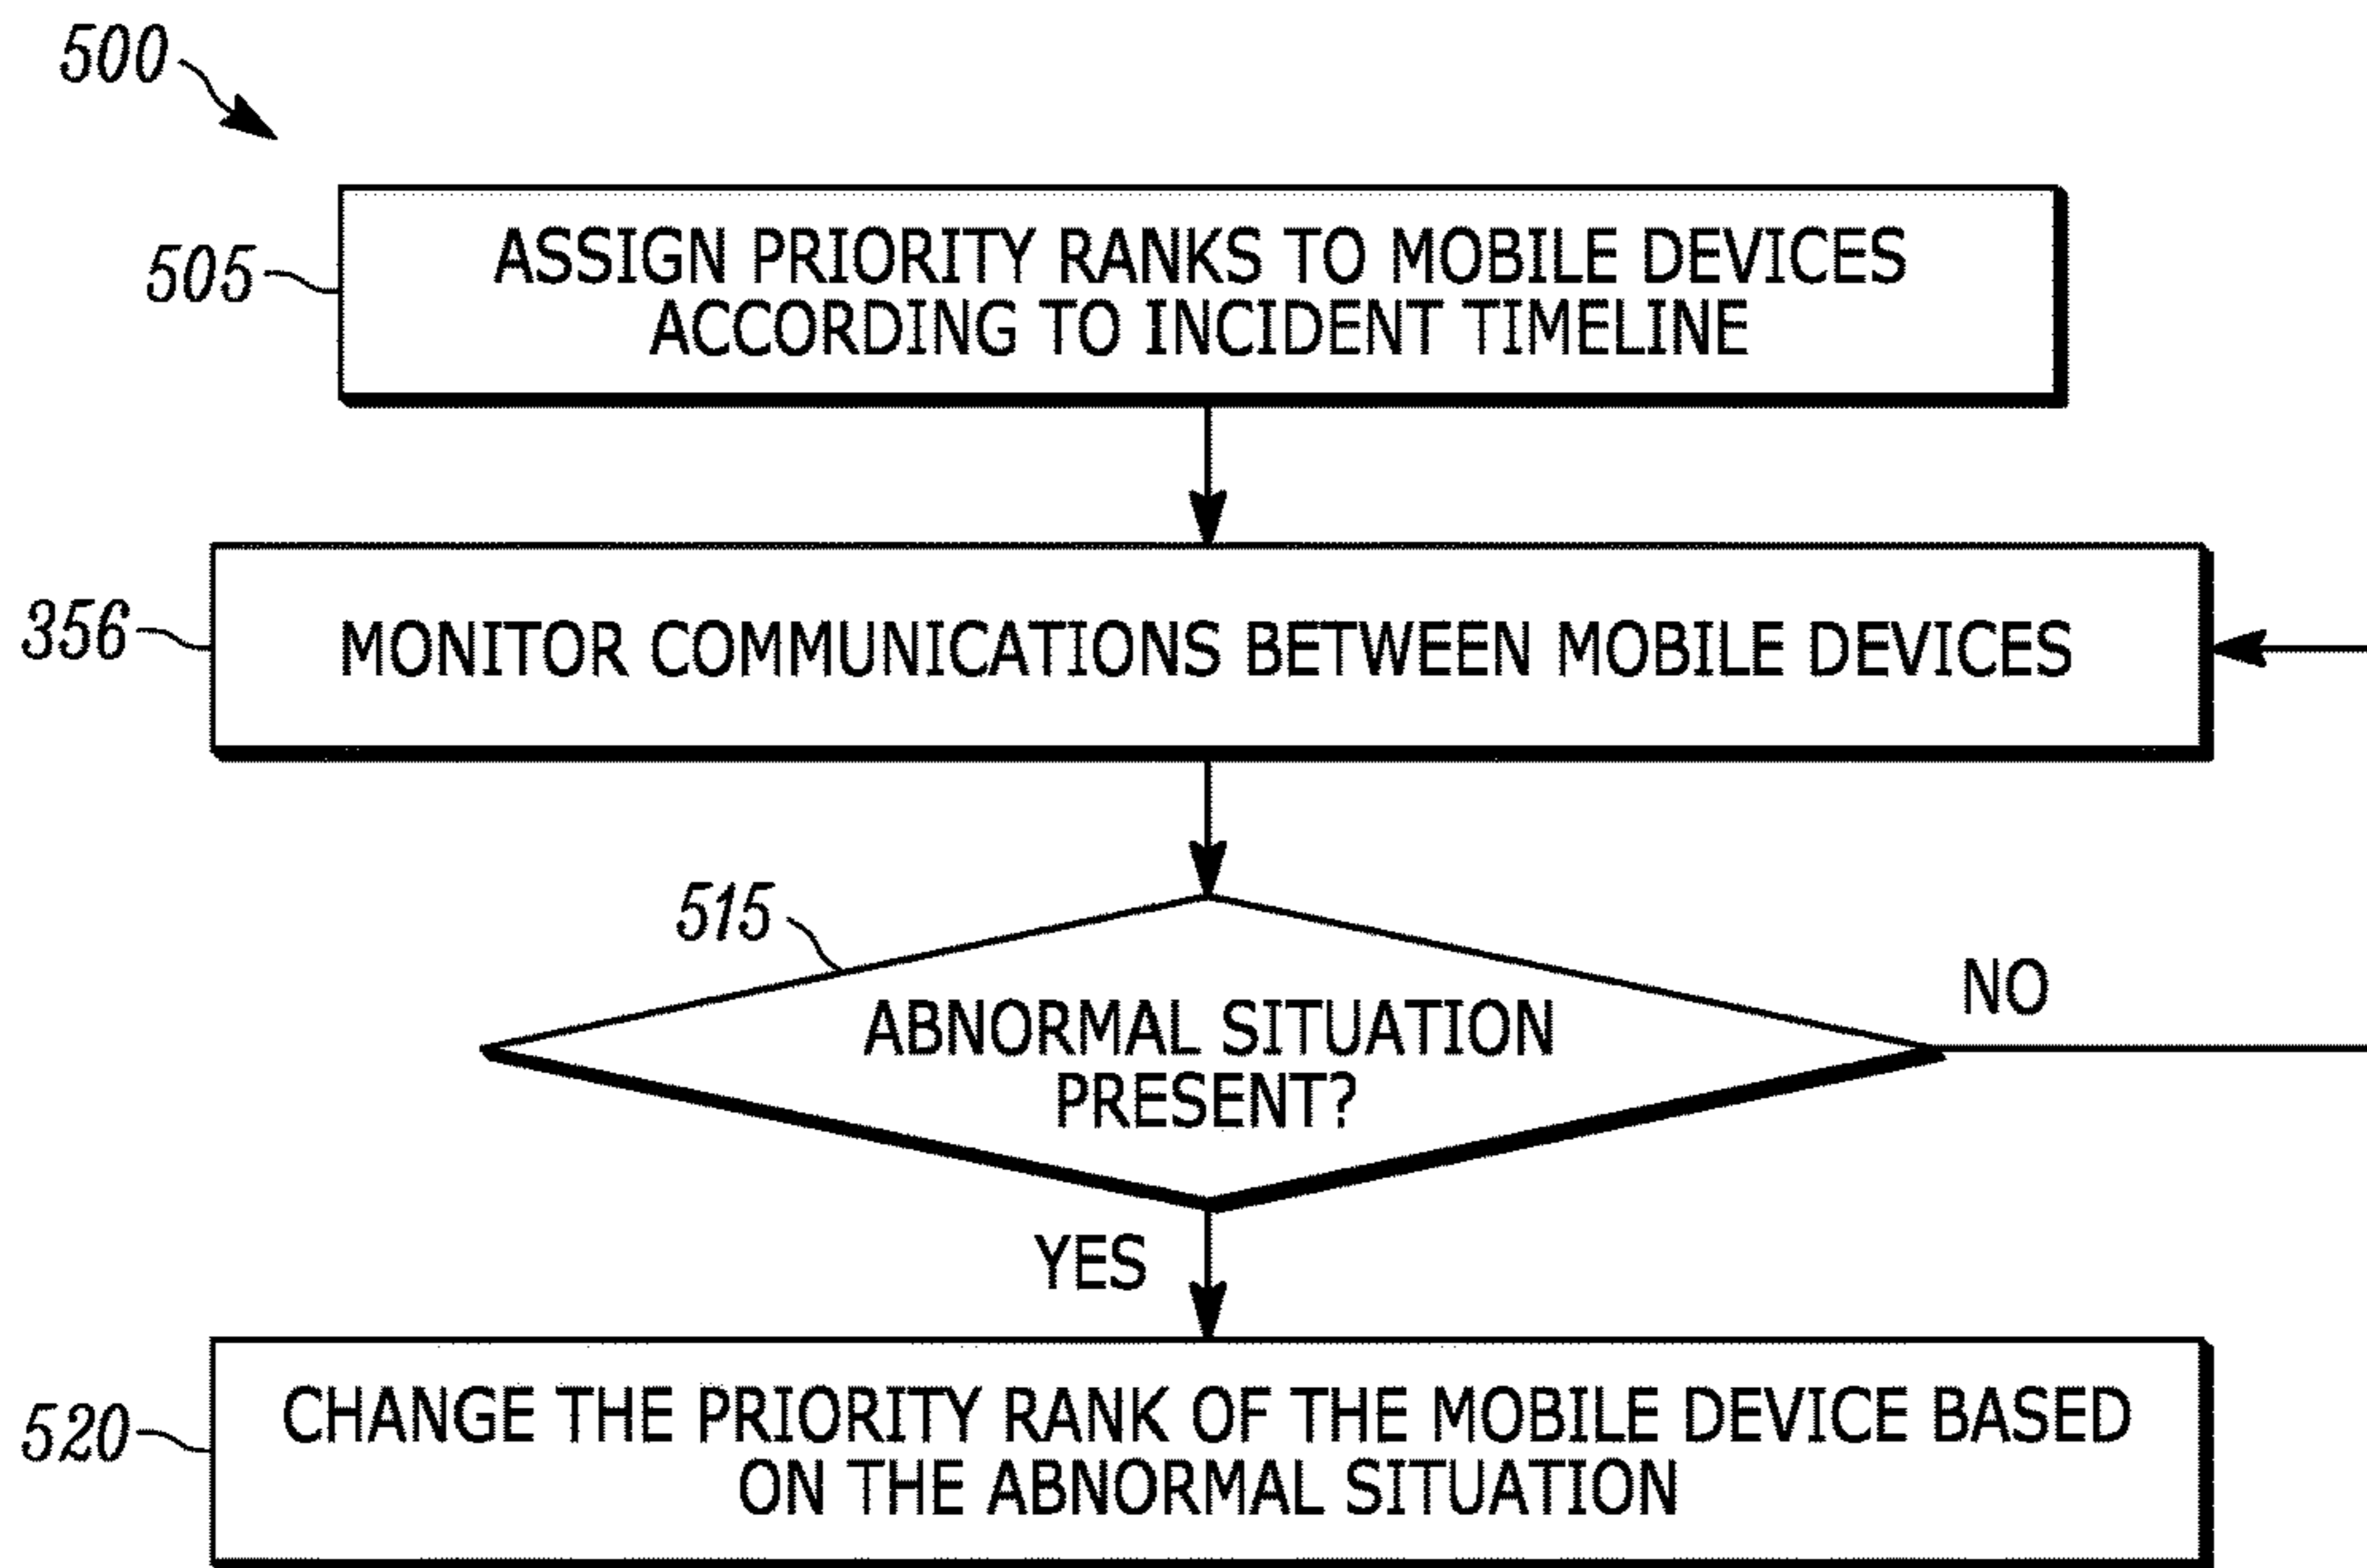 500
505
ASSIGN PRIORITY RANKS TO MOBILE DEVICES
ACCORDING TO INCIDENT TIMELINE
356
MONITOR COMMUNICATIONS BETWEEN MOBILE DEVICES
515
ABNORMAL SITUATION
PRESENT?
NO
YES
520
CHANGE THE PRIORITY RANK OF THE MOBILE DEVICE BASED
ON THE ABNORMAL SITUATION